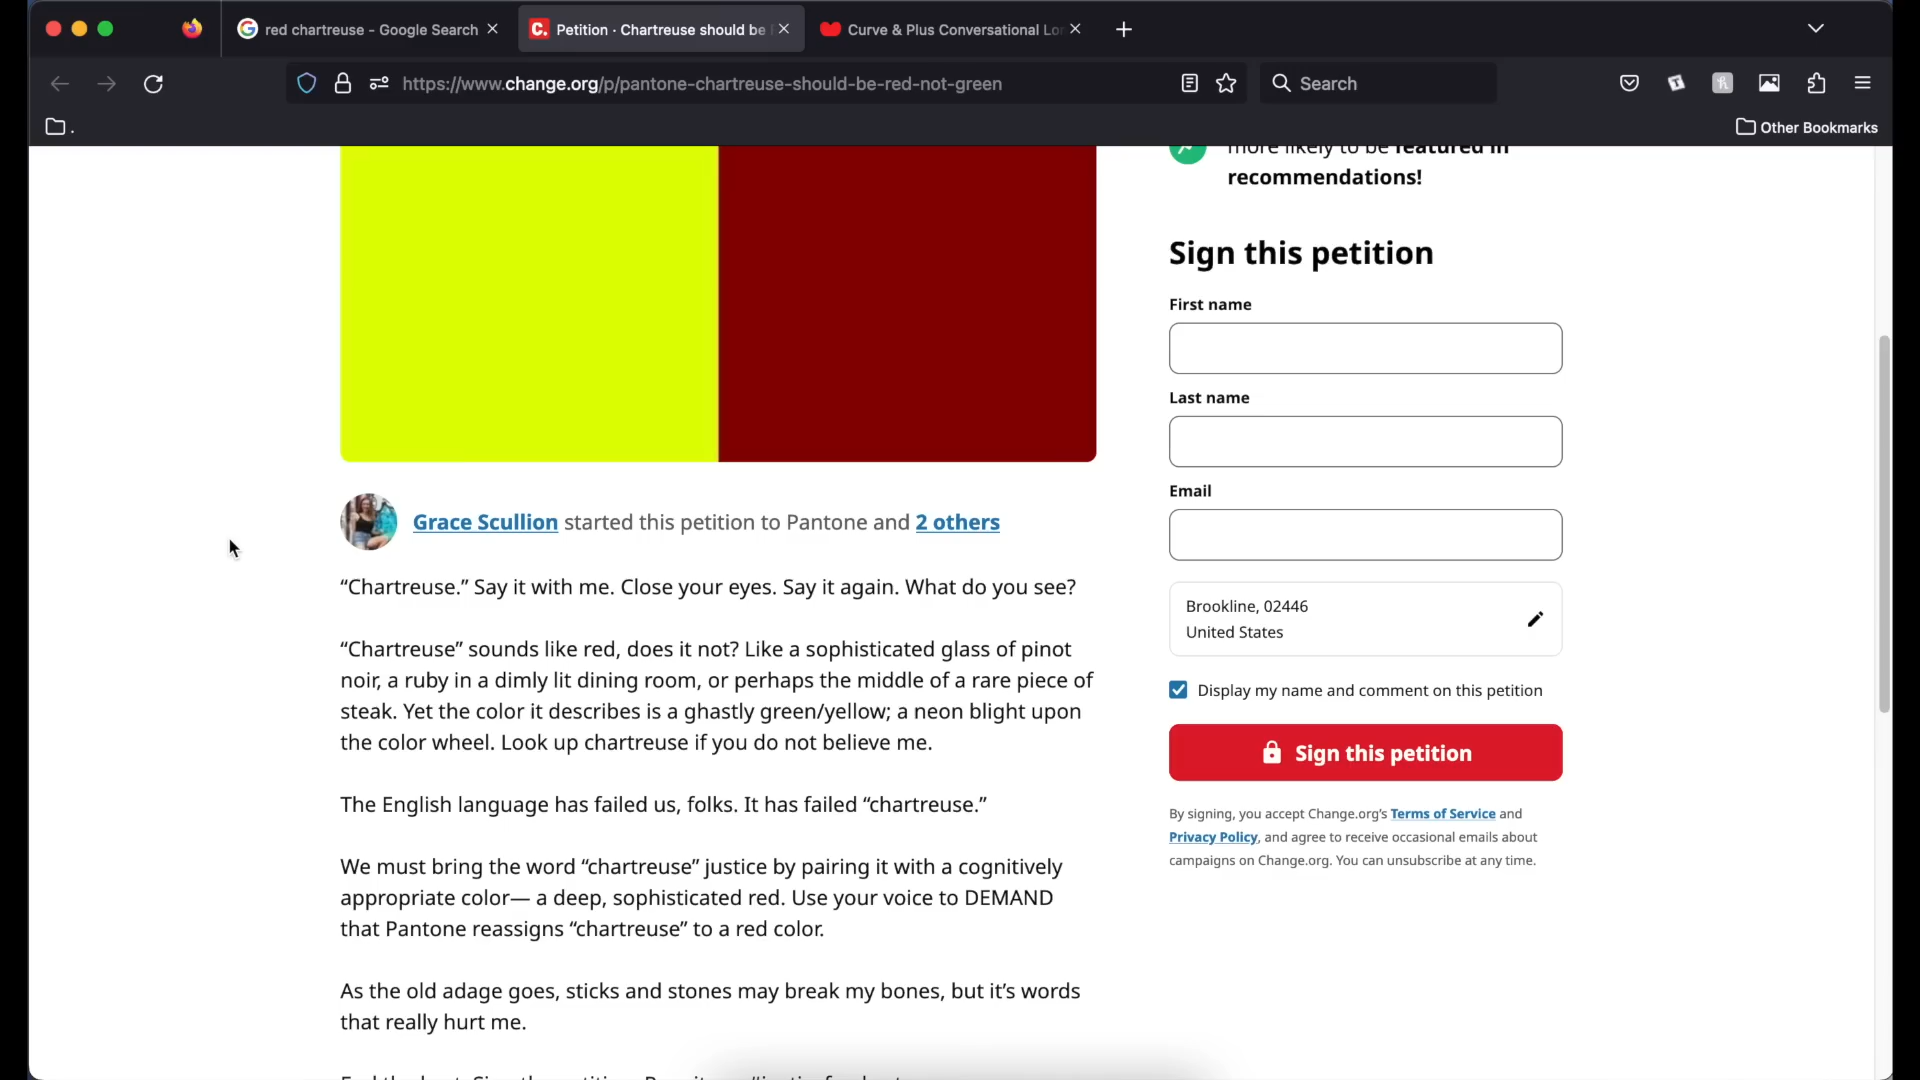 red chartreuse - Google Search
Petition · Chartreuse should be
Curve & Plus Conversational Lo
https://www.change.org/p/pantone-chartreuse-should-be-red-not-green
Search
.
Other Bookmarks
more likely to be featured in
recommendations!
Sign this petition
First name
Last name
Email
Brookline, 02446
United States
Display my name and comment on this petition
Sign this petition
By signing, you accept Change.org’s Terms of Service and
Privacy Policy, and agree to receive occasional emails about
campaigns on Change.org. You can unsubscribe at any time.
Grace Scullion started this petition to Pantone and 2 others
“Chartreuse.” Say it with me. Close your eyes. Say it again. What do you see?
“Chartreuse” sounds like red, does it not? Like a sophisticated glass of pinot
noir, a ruby in a dimly lit dining room, or perhaps the middle of a rare piece of
steak. Yet the color it describes is a ghastly green/yellow; a neon blight upon
the color wheel. Look up chartreuse if you do not believe me.
The English language has failed us, folks. It has failed “chartreuse.”
We must bring the word “chartreuse” justice by pairing it with a cognitively
appropriate color— a deep, sophisticated red. Use your voice to DEMAND
that Pantone reassigns “chartreuse” to a red color.
As the old adage goes, sticks and stones may break my bones, but it’s words
that really hurt me.